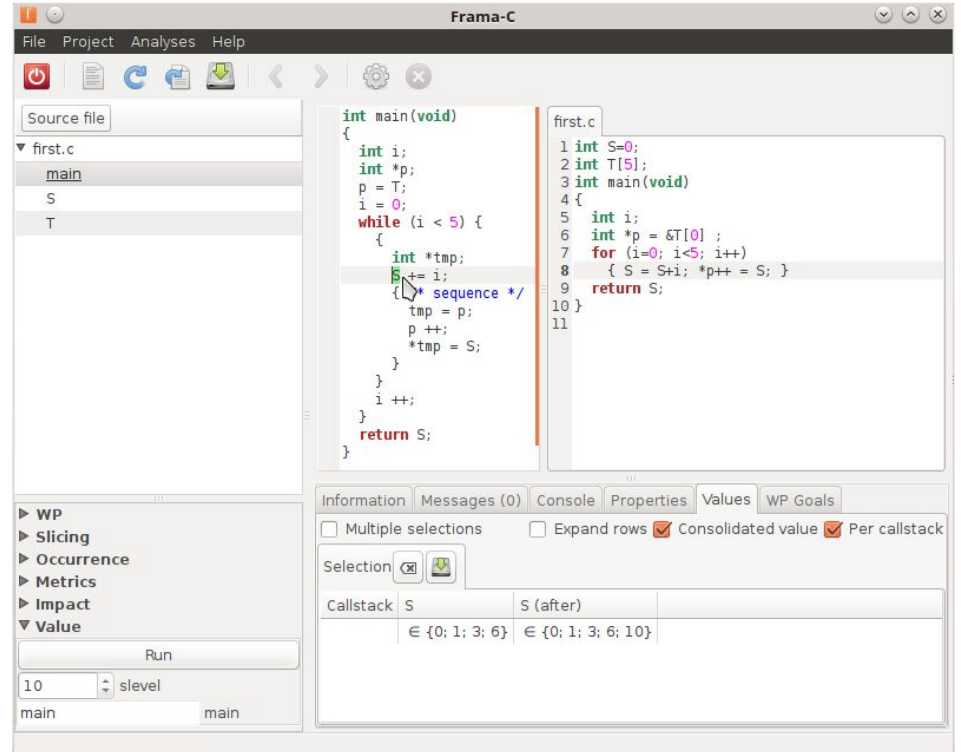 Frama-C
File Project Analyses Help
Source file
first.c
main
S
T
int main(void)
{
int i;
int *p;
p = T;
i = 0;
while (i < 5) {
{
int *tmp;
S += i;
{ * sequence */
tmp = p;
p ++;
*tmp = S;
}
}
i ++;
}
return S;
}
first.c
1 int S=0;
2 int T[5];
3 int main(void)
4 {
5 int i;
6 int *p = &T[0] ;
7 for (i=0; i<5; i++)
8 { S = S+i; *p++ = S; }
9 return S;
10 }
11
WP
Slicing
Occurrence
Metrics
Impact
Value
Run
10 slevel
main main
Information Messages (0) Console Properties Values WP Goals
Multiple selections Expand rows Consolidated value Per callstack
Selection
Callstack S S (after)
∈ {0; 1; 3; 6} ∈ {0; 1; 3; 6; 10}